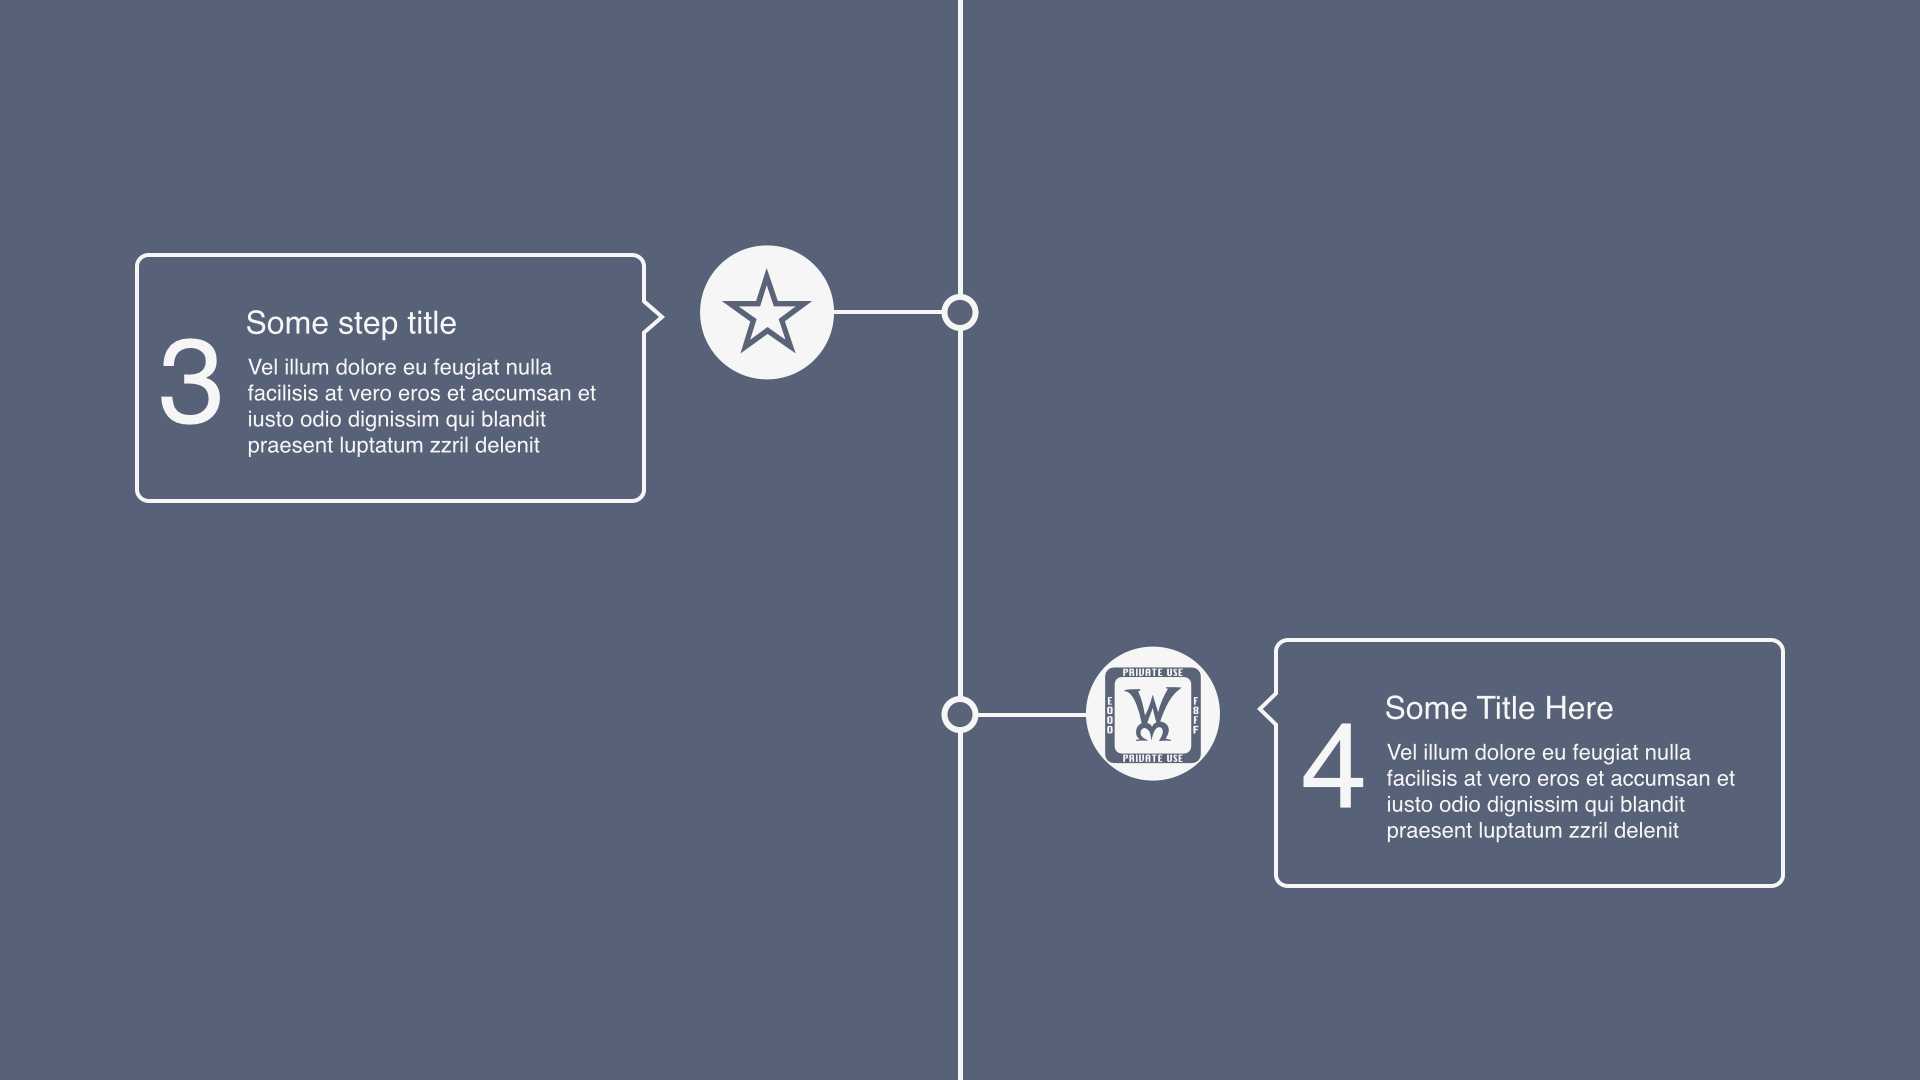 3
Some step title
Vel illum dolore eu feugiat nulla
facilisis at vero eros et accumsan et
iusto odio dignissim qui blandit
praesent luptatum zzril delenit
PRIVATE USE
E000
F8FF
PRIVATE USE
4
Some Title Here
Vel illum dolore eu feugiat nulla
facilisis at vero eros et accumsan et
iusto odio dignissim qui blandit
praesent luptatum zzril delenit